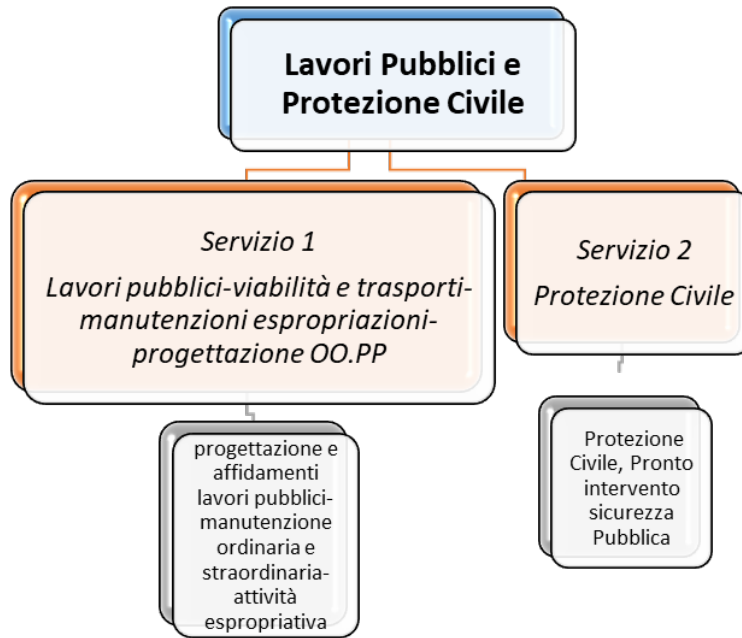 Lavori Pubblici e
Protezione Civile
Servizio 1
Lavori pubblici-viabilità e trasporti-
manutenzioni espropriazioni-
progettazione OO.PP
Servizio 2
Protezione Civile
progettazione e
affidamenti
lavori pubblici-
manutenzione
ordinaria e
straordinaria-
attività
espropriativa
Protezione
Civile, Pronto
intervento
sicurezza
Pubblica